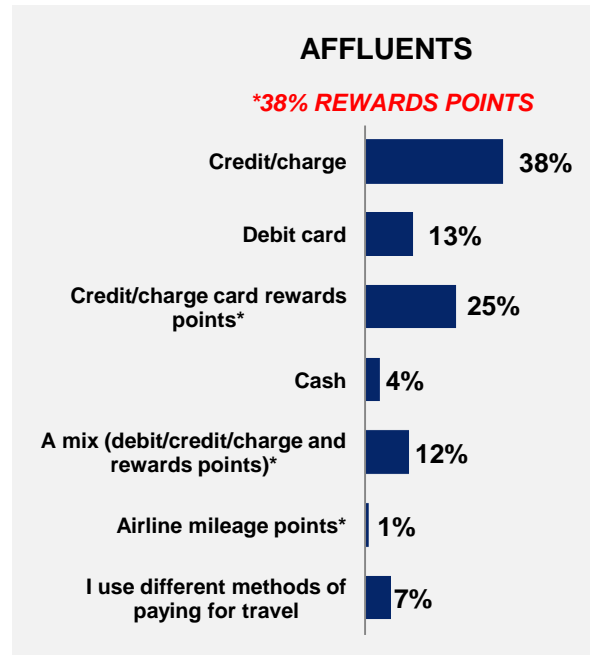 AFFLUENTS
*38% REWARDS POINTS
Credit/charge
38%
Debit card
13%
Credit/charge card rewards
points*
25%
Cash
4%
A mix (debit/credit/charge and
rewards points)*
12%
Airline mileage points*
1%
I use different methods of
paying for travel
7%